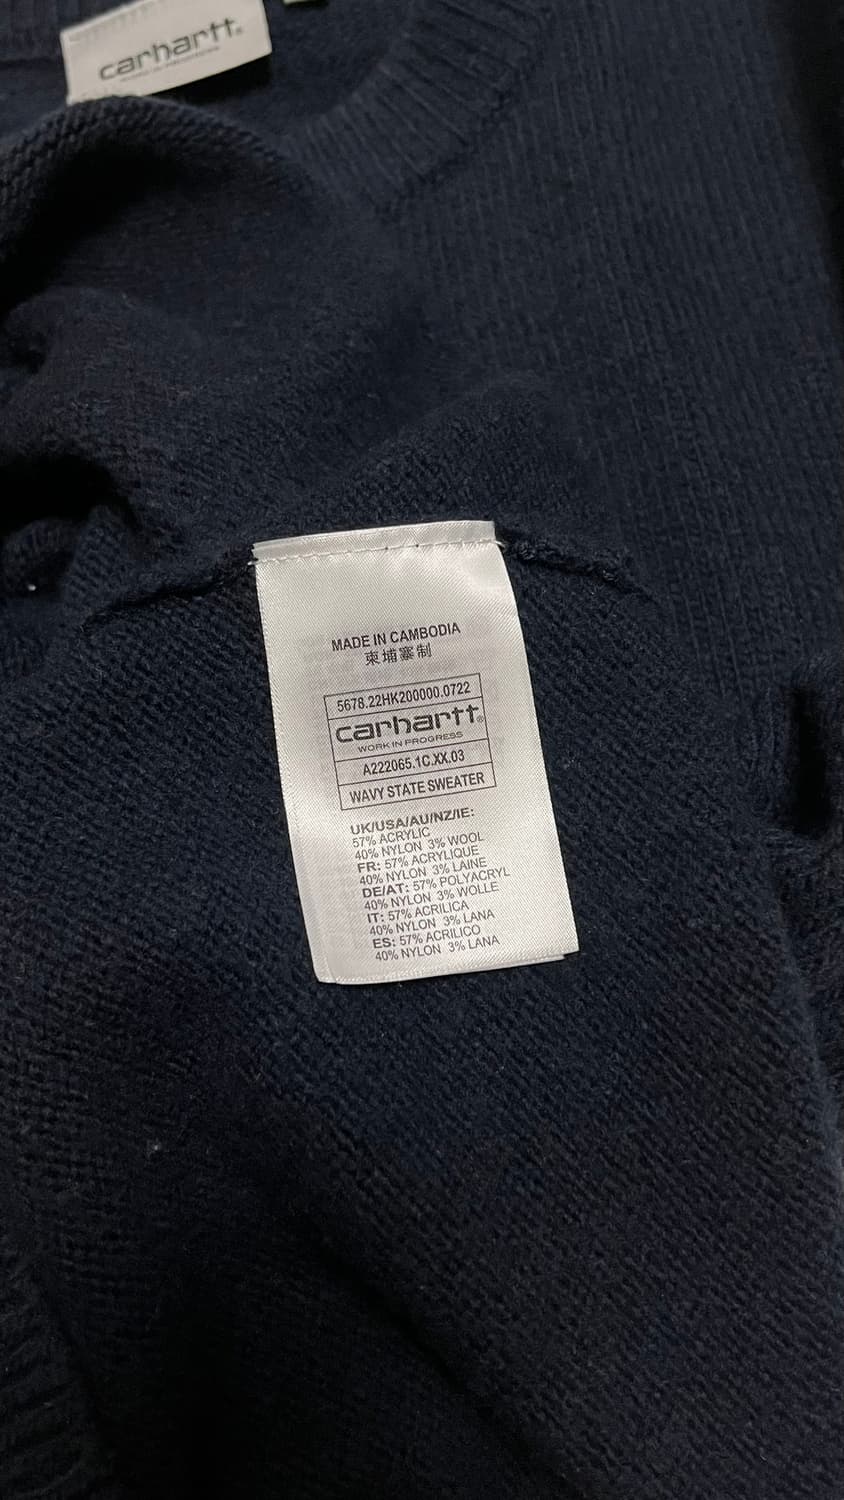 carhartt®
WORK IN PROGRESS
MADE IN CAMBODIA
柬埔寨制
5678.22HK200000.0722
carhartt®
WORK IN PROGRESS
A222065.1C.XX.03
WAVY STATE SWEATER
UK/USA/AU/NZ/IE:
57% ACRYLIC
40% NYLON 3% WOOL
FR: 57% ACRYLIQUE
40% NYLON 3% LAINE
DE/AT: 57% POLYACRYL
40% NYLON 3% WOLLE
IT: 57% ACRILICA
40% NYLON 3% LANA
ES: 57% ACRILICO
40% NYLON 3% LANA